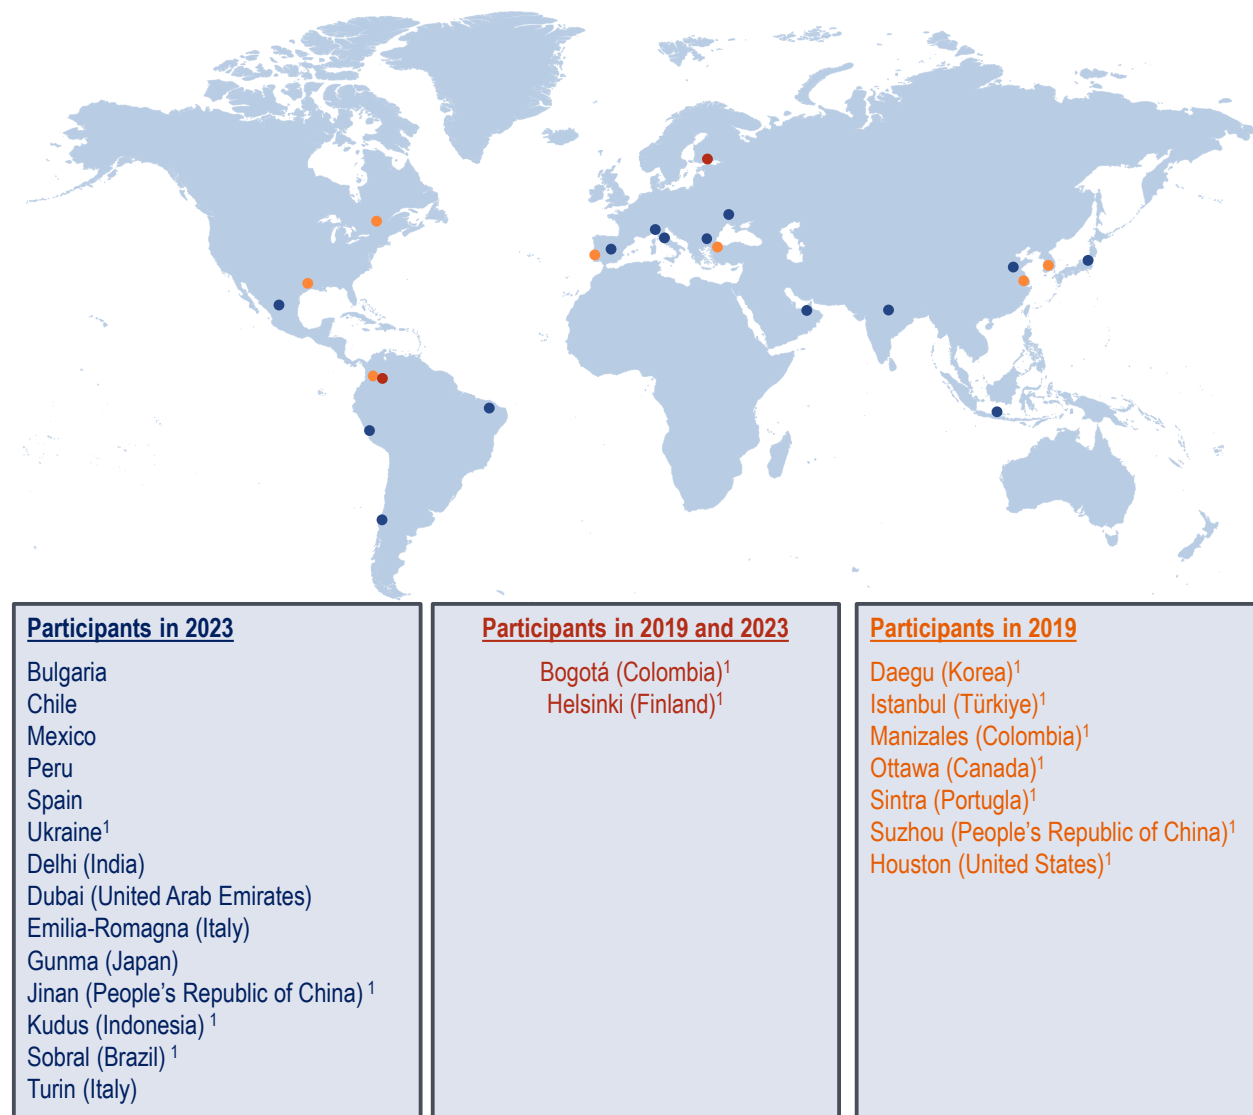 Participants in 2023
Bulgaria
Chile
Mexico
Peru
Spain
Ukraine¹
Delhi (India)
Dubai (United Arab Emirates)
Emilia-Romagna (Italy)
Gunma (Japan)
Jinan (People’s Republic of China) ¹
Kudus (Indonesia) ¹
Sobral (Brazil) ¹
Turin (Italy)
Participants in 2019 and 2023
Bogotá (Colombia)¹
Helsinki (Finland)¹
Participants in 2019
Daegu (Korea)¹
Istanbul (Türkiye)¹
Manizales (Colombia)¹
Ottawa (Canada)¹
Sintra (Portugla)¹
Suzhou (People’s Republic of China)¹
Houston (United States)¹